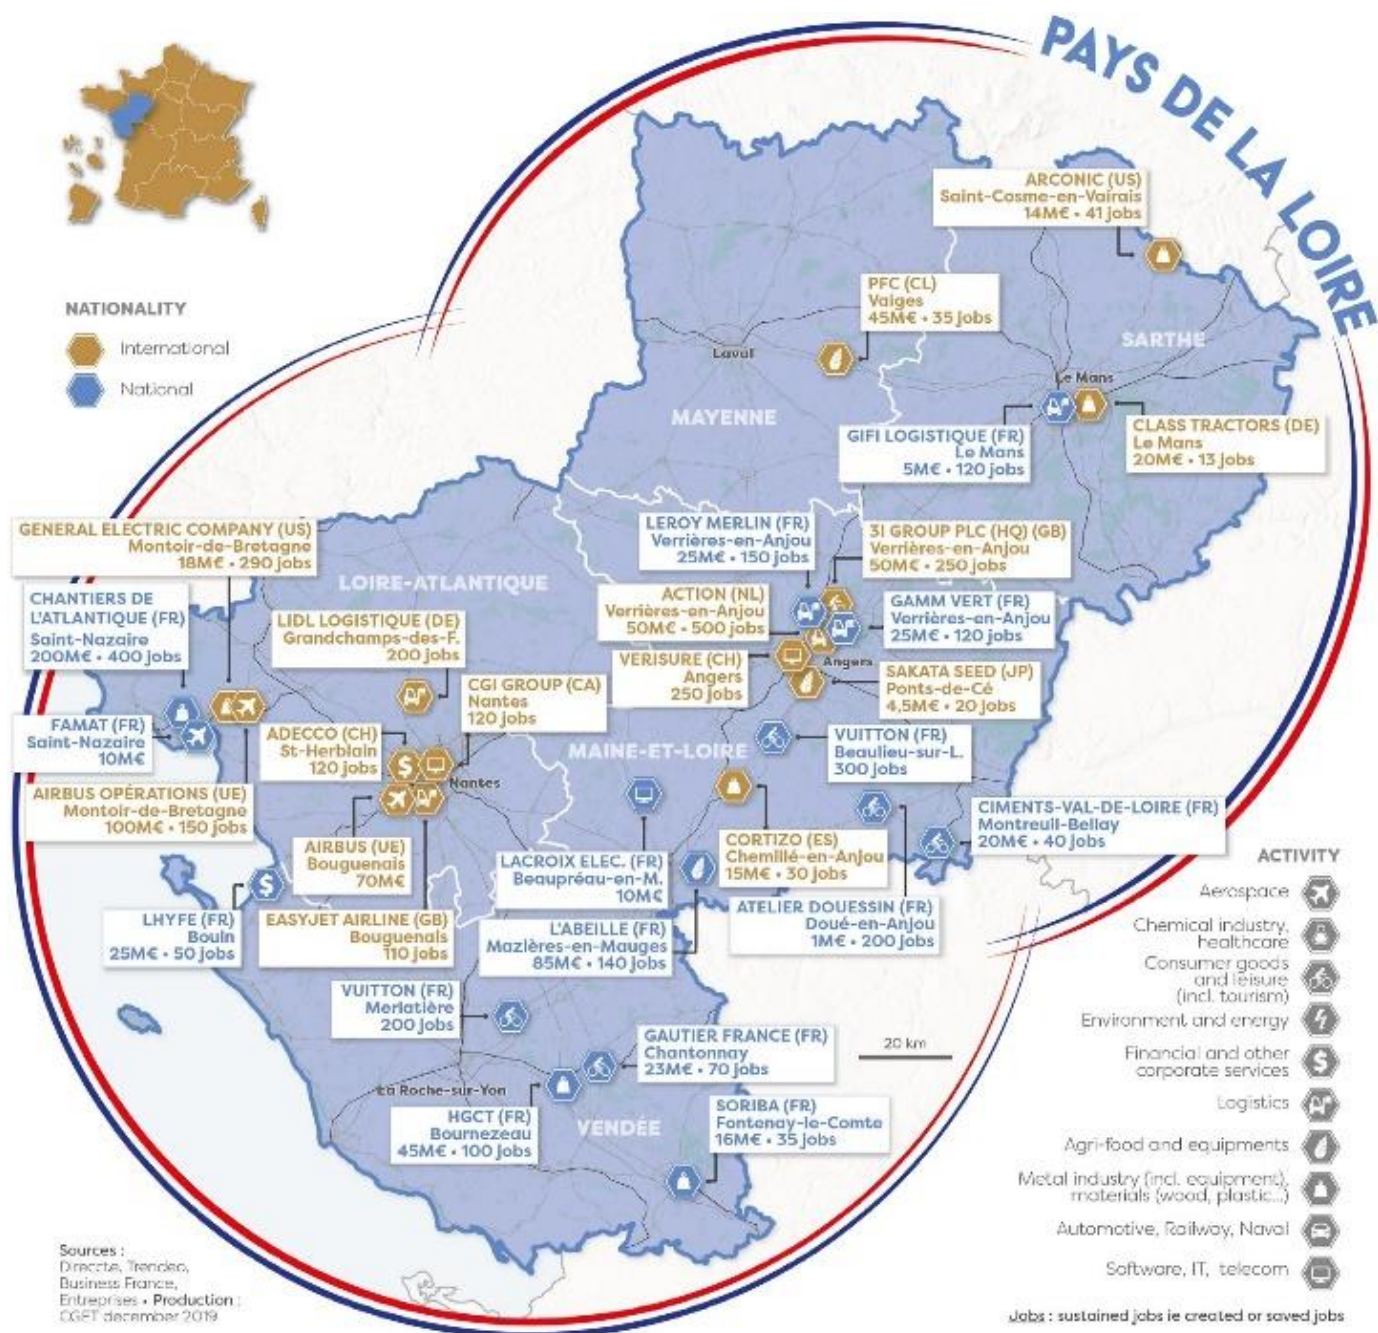 PAYS DE LA LOIRE
NATIONALITY
International
National
ARCONIC (US)
Saint-Cosme-en-Vairais
14M€ • 41 jobs
PFC (CL)
Vaiges
45M€ • 35 jobs
SARTHE
Laval
Le Mans
MAYENNE
GIFI LOGISTIQUE (FR)
Le Mans
5M€ • 120 jobs
CLASS TRACTORS (DE)
Le Mans
20M€ • 13 jobs
GENERAL ELECTRIC COMPANY (US)
Montoir-de-Bretagne
18M€ • 290 jobs
LEROY MERLIN (FR)
Verrières-en-Anjou
25M€ • 150 jobs
3I GROUP PLC (HQ) (GB)
Verrières-en-Anjou
50M€ • 250 jobs
LOIRE-ATLANTIQUE
CHANTIERS DE
L'ATLANTIQUE (FR)
Saint-Nazaire
200M€ • 400 jobs
LIDL LOGISTIQUE (DE)
Grandchamps-des-F.
200 jobs
ACTION (NL)
Verrières-en-Anjou
50M€ • 500 jobs
GAMM VERT (FR)
Verrières-en-Anjou
25M€ • 120 jobs
VERISURE (CH)
Angers
250 jobs
Angers
SAKATA SEED (JP)
Ponts-de-Cé
4,5M€ • 20 jobs
CGI GROUP (CA)
Nantes
120 jobs
FAMAT (FR)
Saint-Nazaire
10M€
ADECCO (CH)
St-Herblain
120 jobs
MAINE-ET-LOIRE
VUITTON (FR)
Beaulieu-sur-L.
300 jobs
Nantes
AIRBUS OPÉRATIONS (UE)
Montoir-de-Bretagne
100M€ • 150 jobs
CIMENTS-VAL-DE-LOIRE (FR)
Montreuil-Bellay
20M€ • 40 jobs
AIRBUS (UE)
Bouguenais
70M€
LACROIX ELEC. (FR)
Beaupréau-en-M.
10M€
CORTIZO (ES)
Chemillé-en-Anjou
15M€ • 30 jobs
ATELIER DOUESSIN (FR)
Doué-en-Anjou
1M€ • 200 jobs
LHYFE (FR)
Bouin
25M€ • 50 jobs
EASYJET AIRLINE (GB)
Bouguenais
110 jobs
L'ABEILLE (FR)
Mazières-en-Mauges
85M€ • 140 jobs
VUITTON (FR)
Merlatière
200 jobs
GAUTIER FRANCE (FR)
Chantonnay
23M€ • 70 jobs
20 km
La Roche-sur-Yon
HGCT (FR)
Bournezeau
45M€ • 100 jobs
VENDÉE
SORIBA (FR)
Fontenay-le-Comte
16M€ • 35 jobs
ACTIVITY
Aerospace
Chemical industry,
healthcare
Consumer goods
and leisure
(incl. tourism)
Environment and energy
Financial and other
corporate services
Logistics
Agri-food and equipments
Metal industry (incl. equipment),
materials (wood, plastic...)
Automotive, Railway, Naval
Software, IT, telecom
Jobs : sustained jobs ie created or saved jobs
Sources :
Direccte, Trendeo,
Business France,
Entreprises • Production :
CGET december 2019